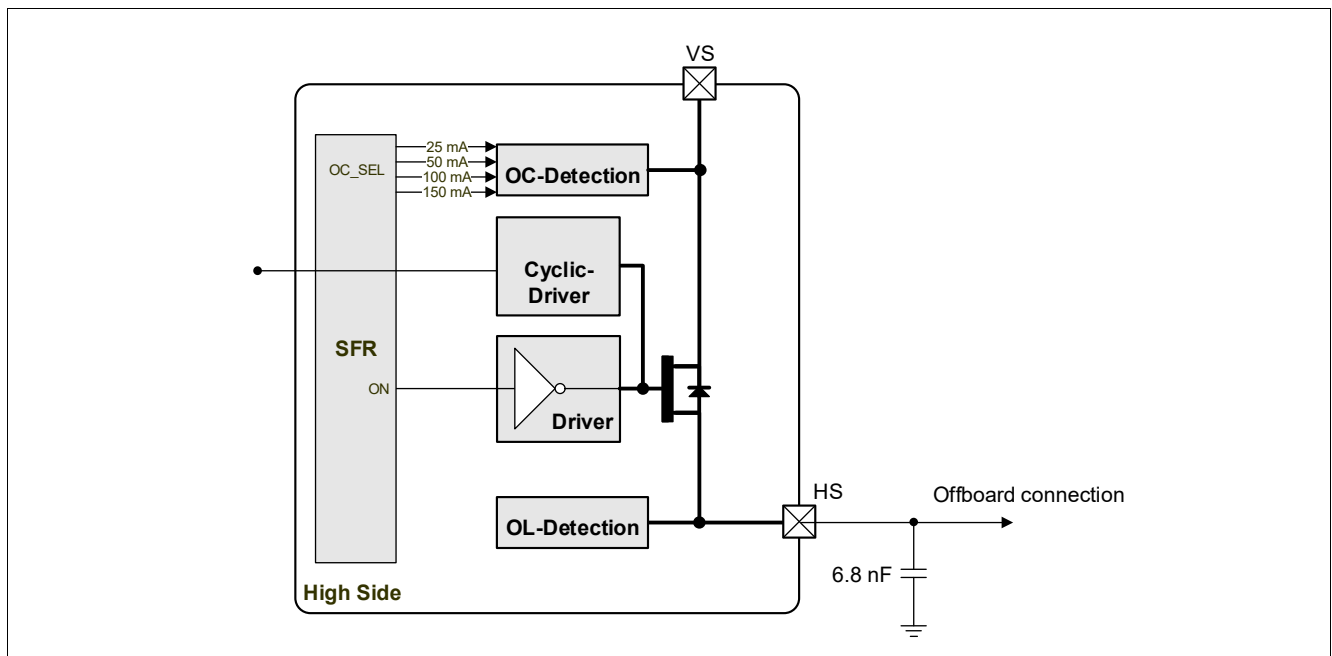 VS
25 mA
50 mA
OC_SEL
100 mA
150 mA
OC-Detection
Cyclic-
Driver
SFR
ON
Driver
HS
Offboard connection
OL-Detection
6.8 nF
High Side